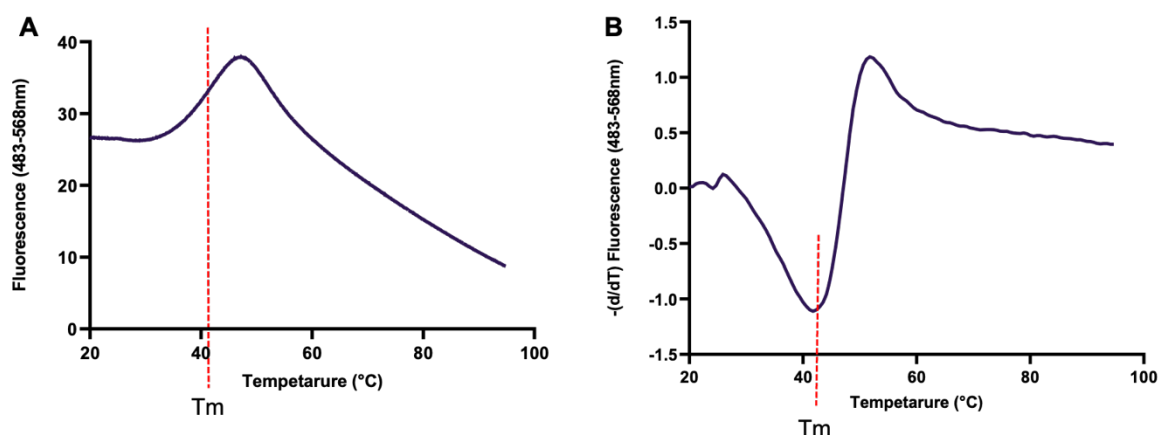 A
Fluorescence (483-568nm)
40
30
20
10
0
20 40 60 80 100
Tempetarure (°C)
Tm
B
-(d/dT) Fluorescence (483-568nm)
1.5
1.0
0.5
0.0
-0.5
-1.0
-1.5
20 40 60 80 100
Tempetarure (°C)
Tm